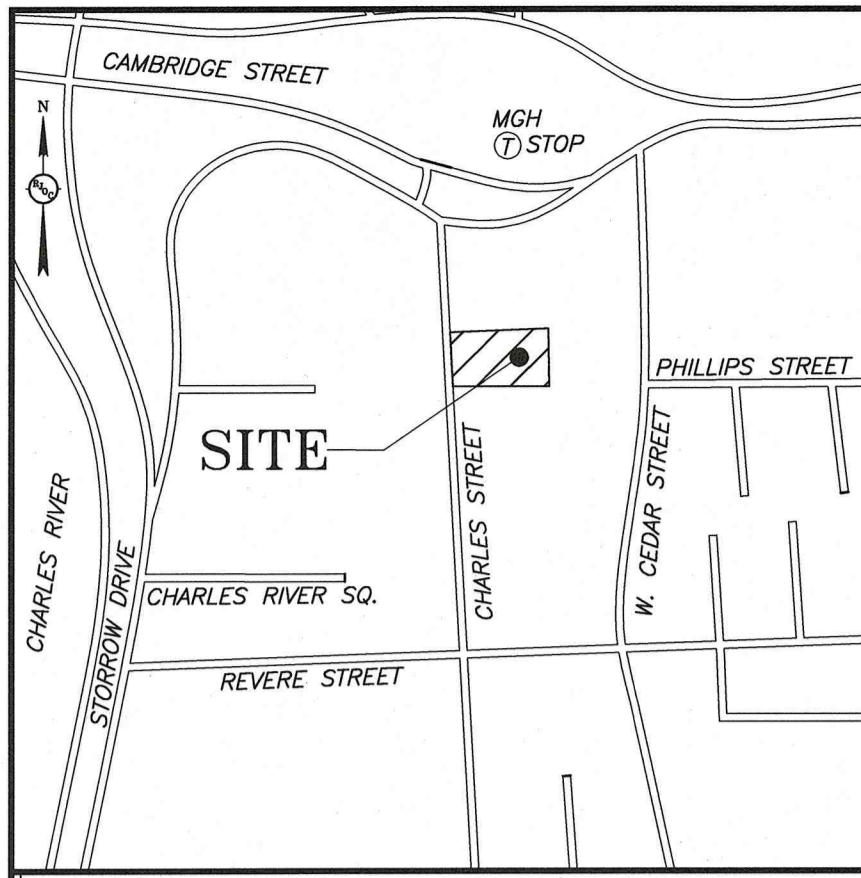 CAMBRIDGE STREET
N
MGH
T STOP
RJOC
PHILLIPS STREET
SITE
CHARLES STREET
W. CEDAR STREET
CHARLES RIVER
STORROW DRIVE
CHARLES RIVER SQ.
REVERE STREET